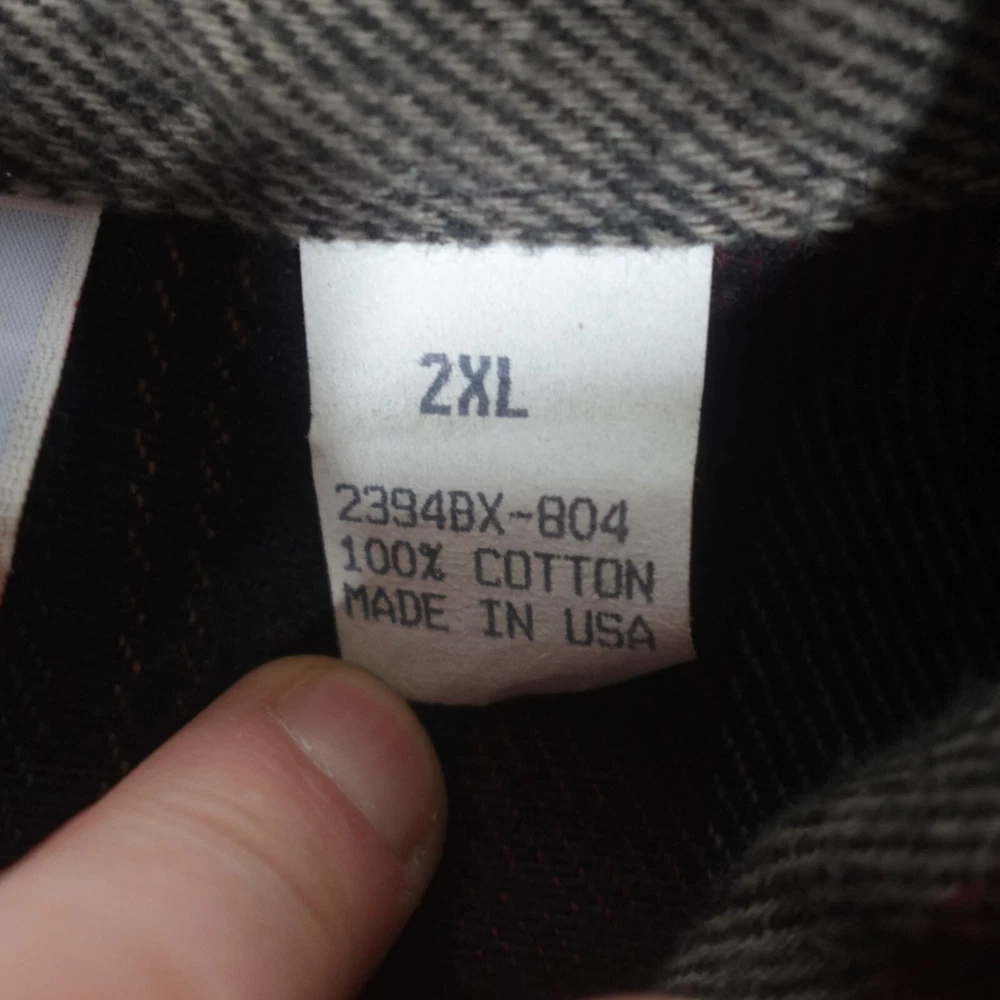 2XL
2394BX-804
100% COTTON
MADE IN USA